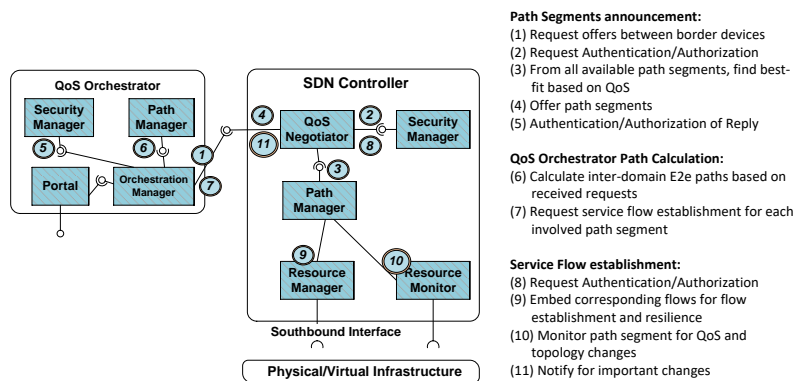 QoS Orchestrator
Security
Manager
Path
Manager
5
6
1
7
Portal
Orchestration
Manager
SDN Controller
4
11
QoS
Negotiator
2
8
Security
Manager
3
Path
Manager
9
10
Resource
Manager
Resource
Monitor
Southbound Interface
Physical/Virtual Infrastructure
Path Segments announcement:
(1) Request offers between border devices
(2) Request Authentication/Authorization
(3) From all available path segments, find best-
fit based on QoS
(4) Offer path segments
(5) Authentication/Authorization of Reply
QoS Orchestrator Path Calculation:
(6) Calculate inter-domain E2e paths based on
received requests
(7) Request service flow establishment for each
involved path segment
Service Flow establishment:
(8) Request Authentication/Authorization
(9) Embed corresponding flows for flow
establishment and resilience
(10) Monitor path segment for QoS and
topology changes
(11) Notify for important changes